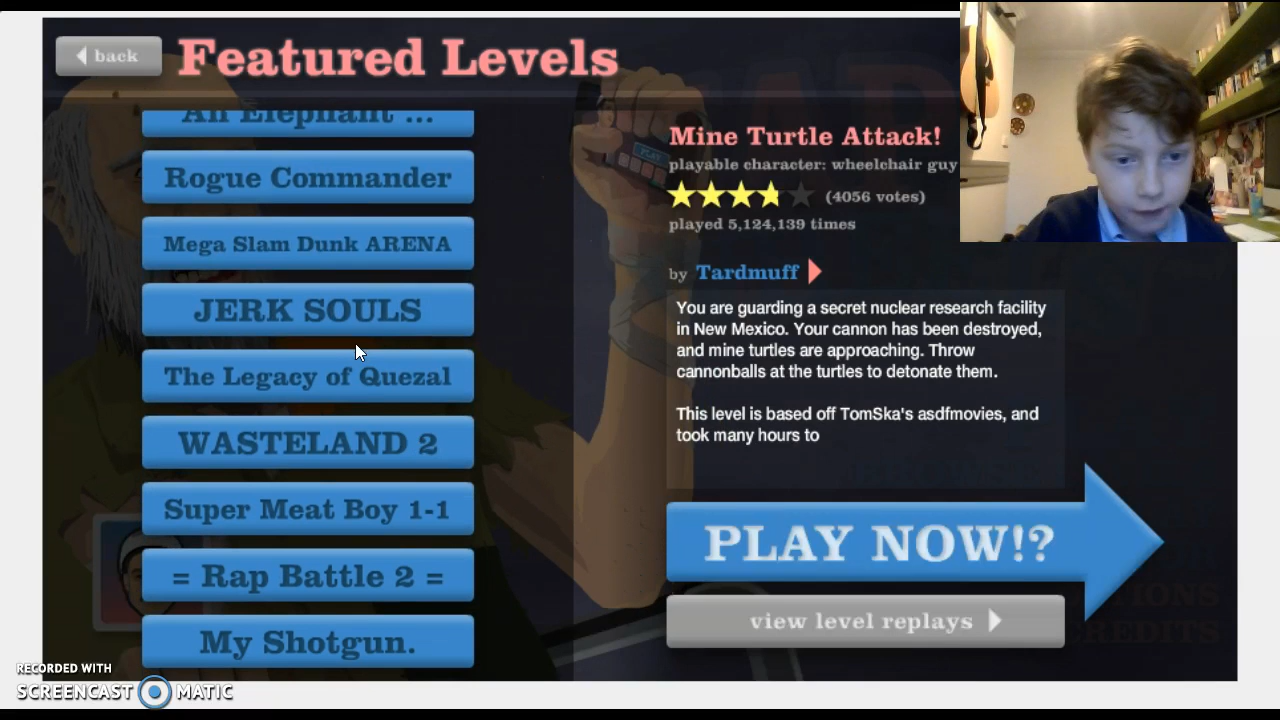 back
Featured Levels
An Elephant ...
Rogue Commander
Mega Slam Dunk ARENA
JERK SOULS
The Legacy of Quezal
WASTELAND 2
Super Meat Boy 1-1
= Rap Battle 2 =
My Shotgun.
Mine Turtle Attack!
playable character: wheelchair guy
(4056 votes)
played 5,124,139 times
by Tardmuff
You are guarding a secret nuclear research facility
in New Mexico. Your cannon has been destroyed,
and mine turtles are approaching. Throw
cannonballs at the turtles to detonate them.
This level is based off TomSka's asdfmovies, and
took many hours to
PLAY NOW!?
view level replays
RECORDED WITH
SCREENCAST MATIC